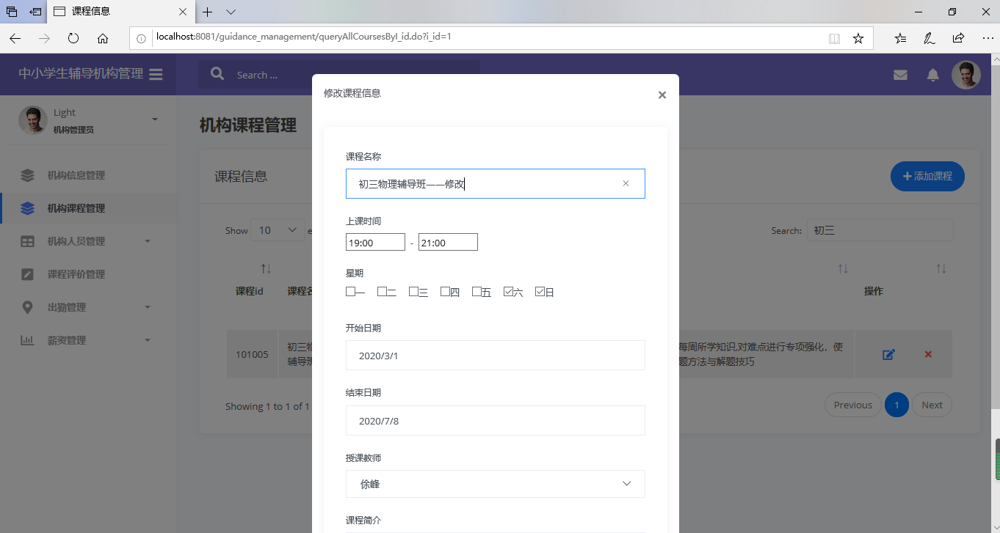 课程信息
localhost:8081/guidance_management/queryAllCoursesByI_id.do?i_id=1
中小学生辅导机构管理
Search ...
Light
机构管理员
机构信息管理
机构课程管理
机构人员管理
课程评价管理
出勤管理
薪资管理
机构课程管理
课程信息
添加课程
Show 10 e
Search: 初三
课程id 课程名
操作
101005
初三物
辅导班
每周所学知识,对难点进行专项强化，使
题方法与解题技巧
Showing 1 to 1 of 1
Previous 1 Next
修改课程信息
课程名称
初三物理辅导班——修改
上课时间
19:00 - 21:00
星期
一 二 三 四 五 六 日
开始日期
2020/3/1
结束日期
2020/7/8
授课教师
徐峰
课程简介